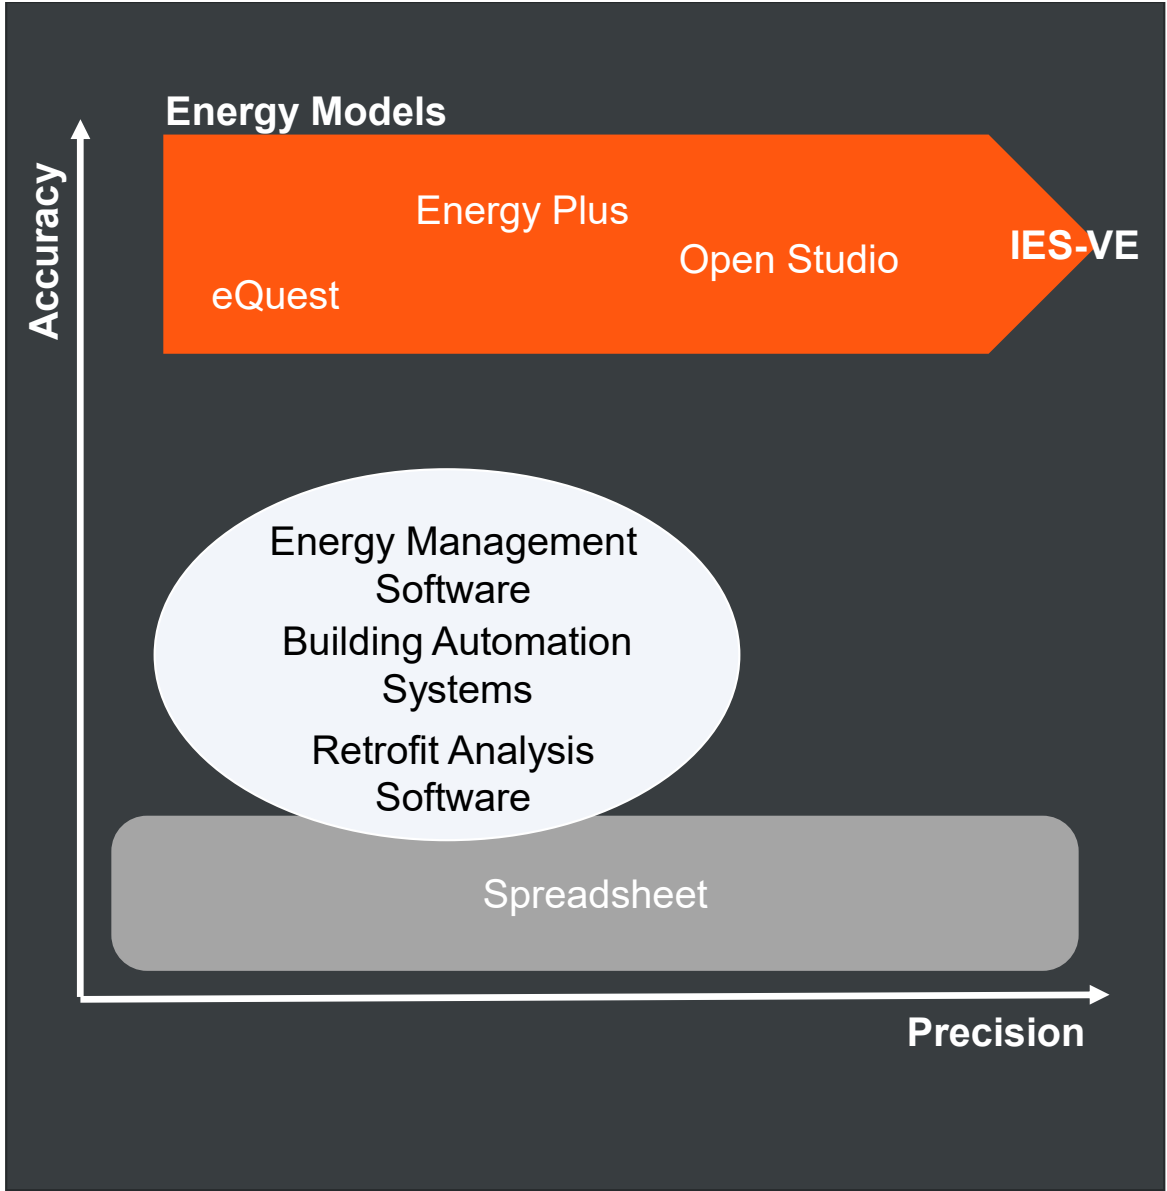 Energy Models
Accuracy
Energy Plus
IES-VE
Open Studio
eQuest
Energy Management
Software
Building Automation
Systems
Retrofit Analysis
Software
Spreadsheet
Precision